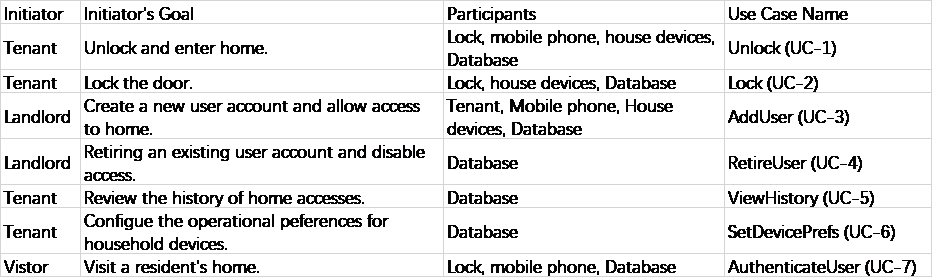 Initiator Initiator's Goal Participants Use Case Name
Tenant Unlock and enter home. Lock, mobile phone, house devices, Database Unlock (UC-1)
Tenant Lock the door. Lock, house devices, Database Lock (UC-2)
Landlord Create a new user account and allow access to home. Tenant, Mobile phone, House devices, Database AddUser (UC-3)
Landlord Retiring an existing user account and disable access. Database RetireUser (UC-4)
Tenant Review the history of home accesses. Database ViewHistory (UC-5)
Tenant Configue the operational peferences for household devices. Database SetDevicePrefs (UC-6)
Vistor Visit a resident's home. Lock, mobile phone, Database AuthenticateUser (UC-7)